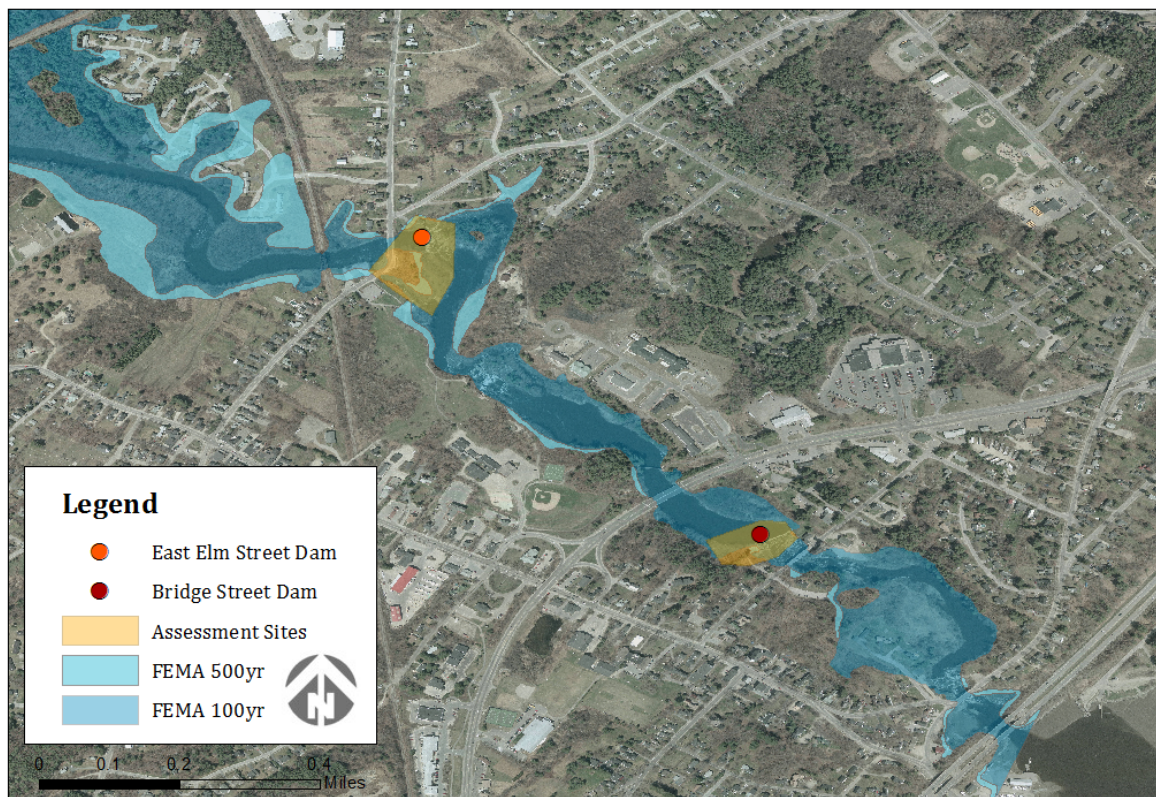 Legend
East Elm Street Dam
Bridge Street Dam
Assessment Sites
FEMA 500yr
FEMA 100yr
N
0 0.1 0.2 0.4
Miles